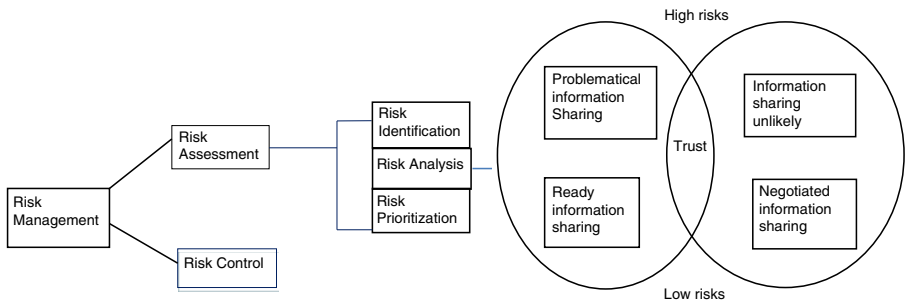 Risk
Management
Risk
Assessment
Risk Control
Risk
Identification
Risk Analysis
Risk
Prioritization
High risks
Problematical
information
Sharing
Ready
information
sharing
Trust
Information
sharing
unlikely
Negotiated
information
sharing
Low risks